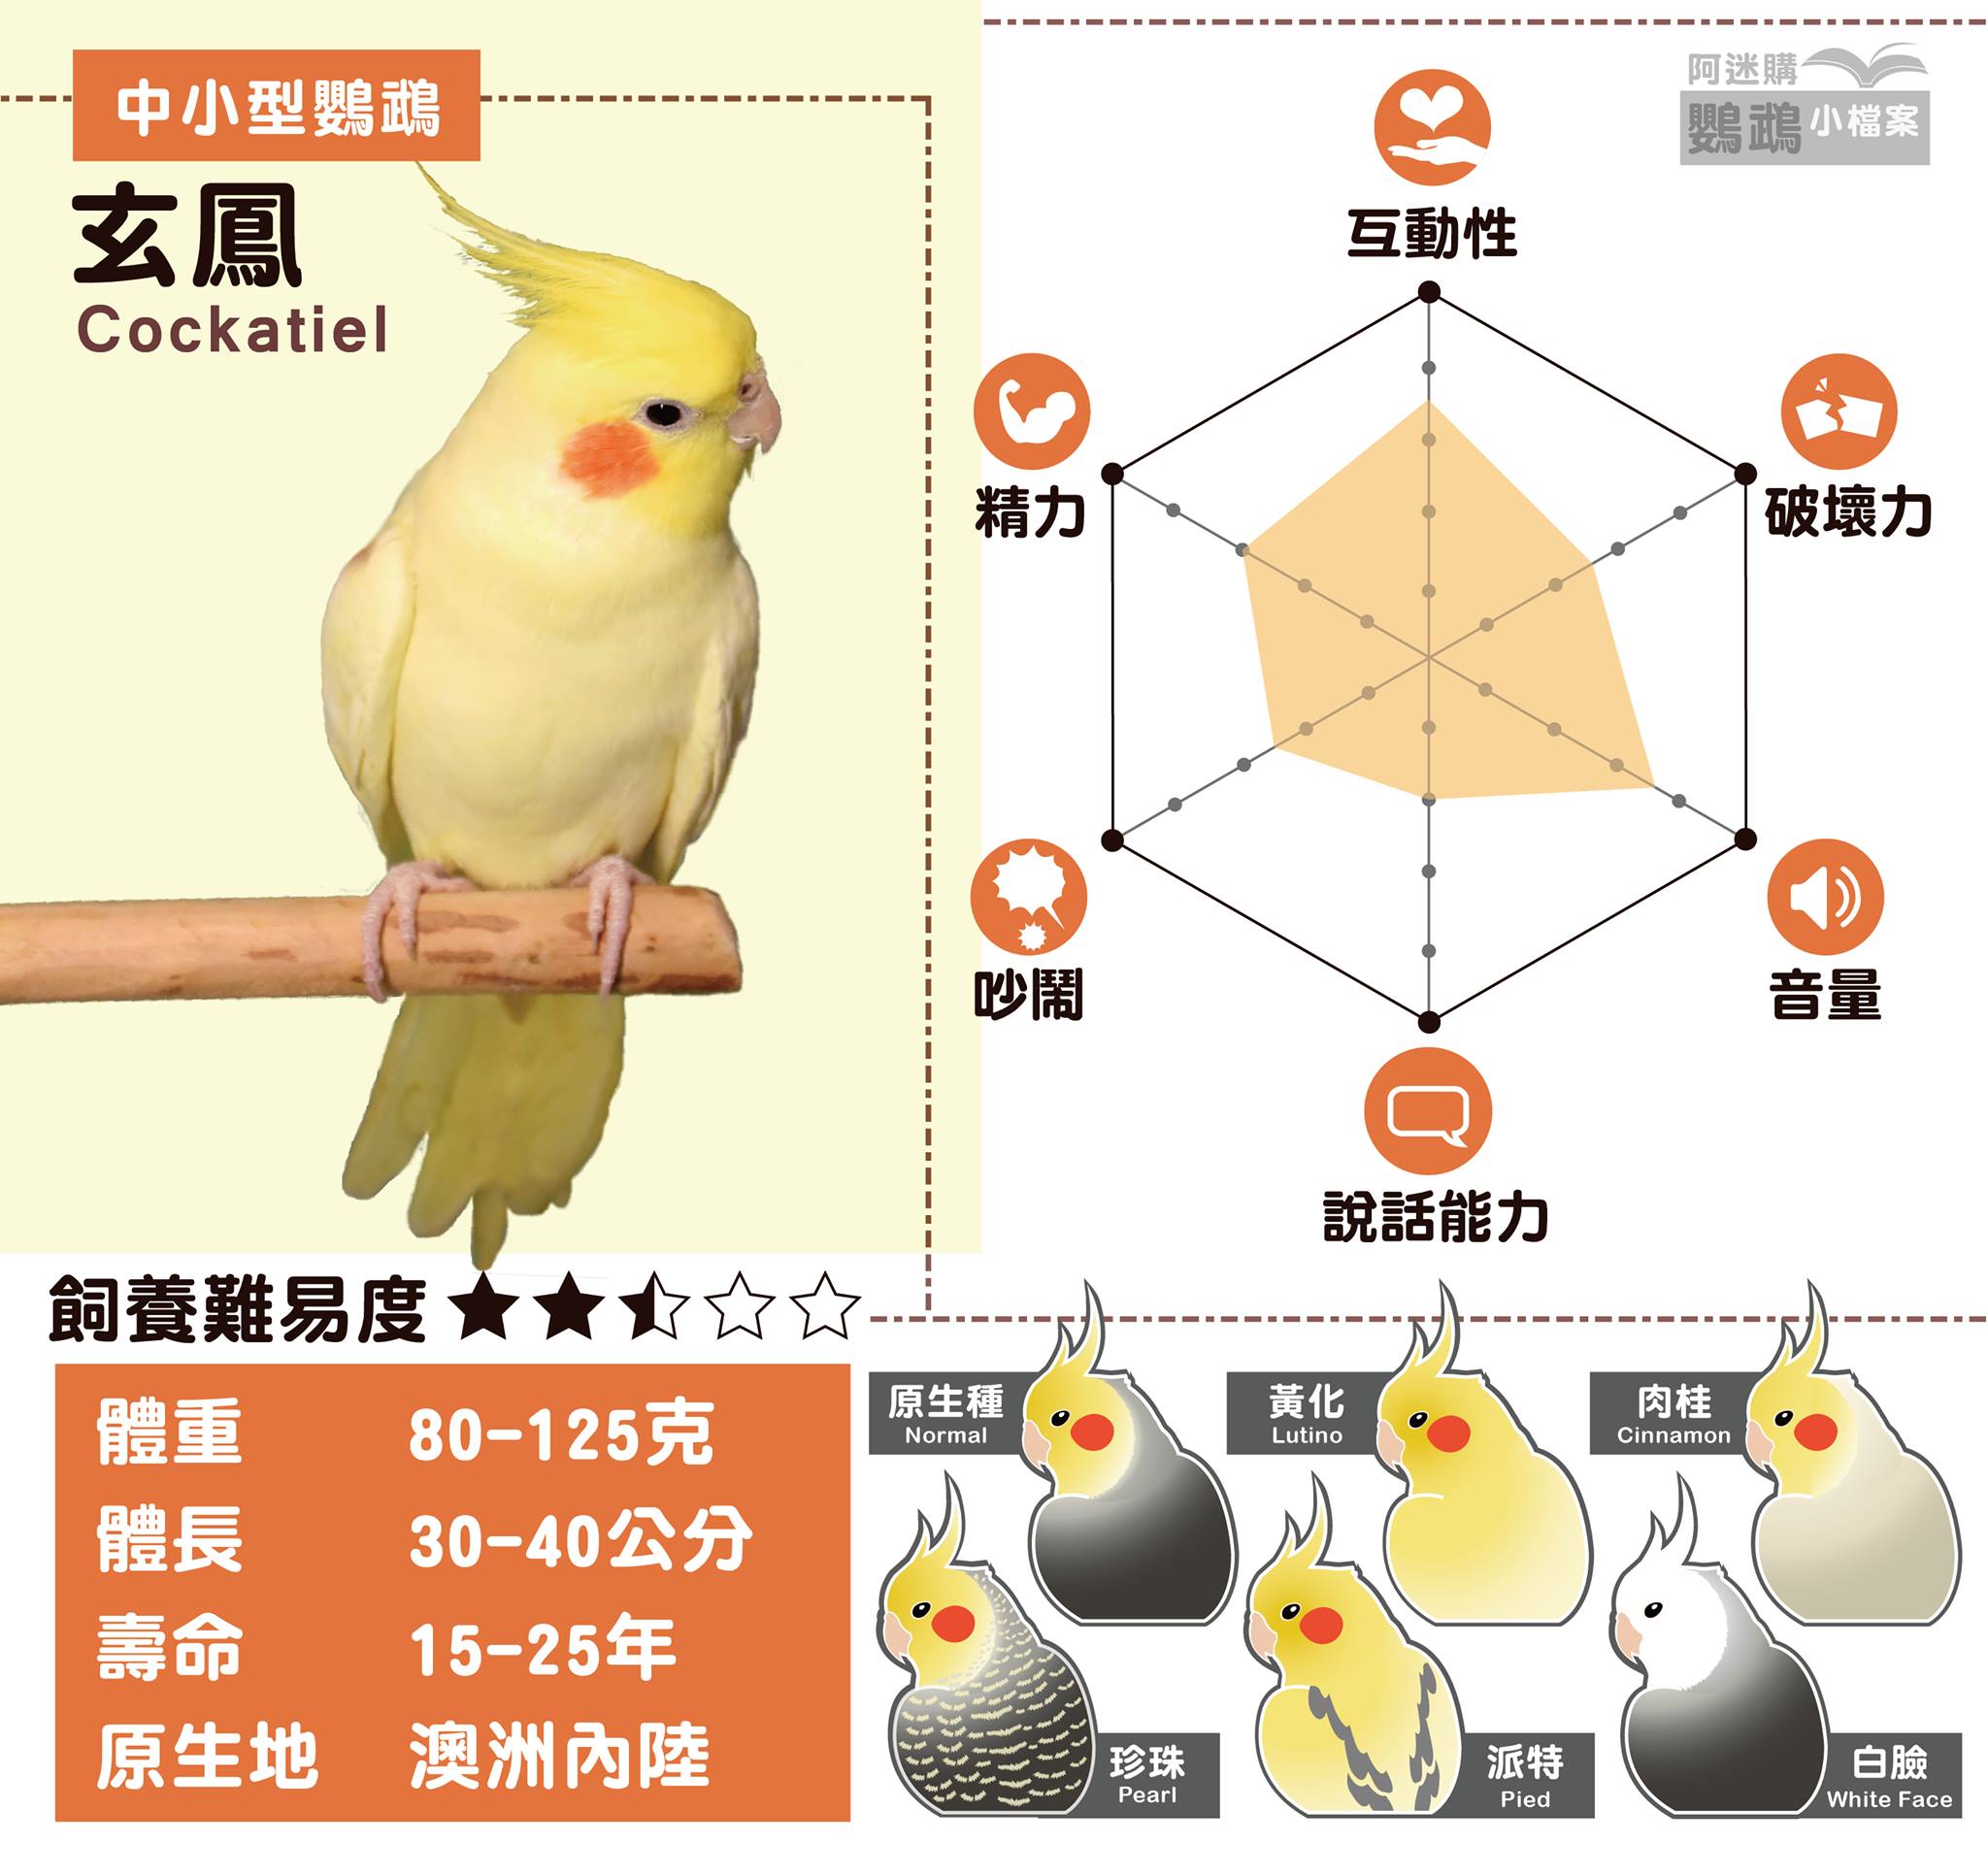 中小型鸚鵡
玄鳳
Cockatiel
阿迷購
鸚鵡小檔案
互動性
精力
破壞力
吵鬧
音量
說話能力
飼養難易度
體重 80-125克
體長 30-40公分
壽命 15-25年
原生地 澳洲內陸
原生種
Normal
黃化
Lutino
肉桂
Cinnamon
珍珠
Pearl
派特
Pied
白臉
White Face